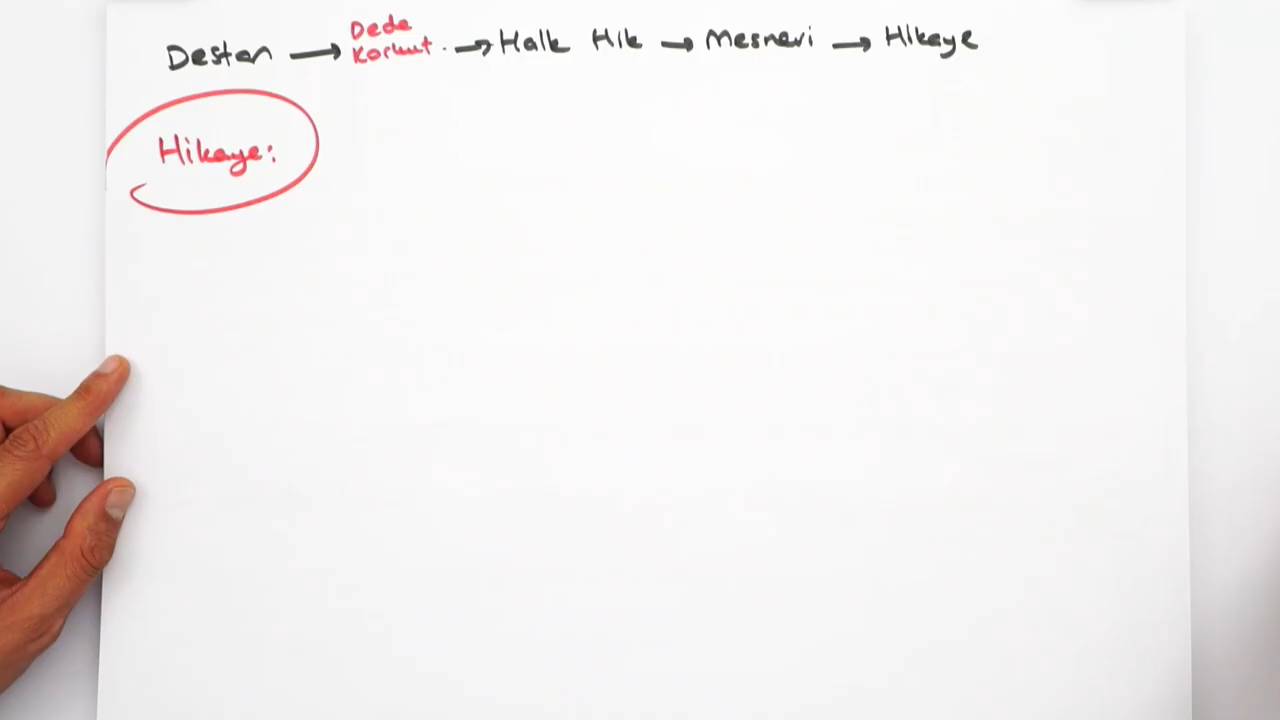 Destan → Dede Korkut. → Halk Hik → Mesnevi → Hikaye
Hikaye: